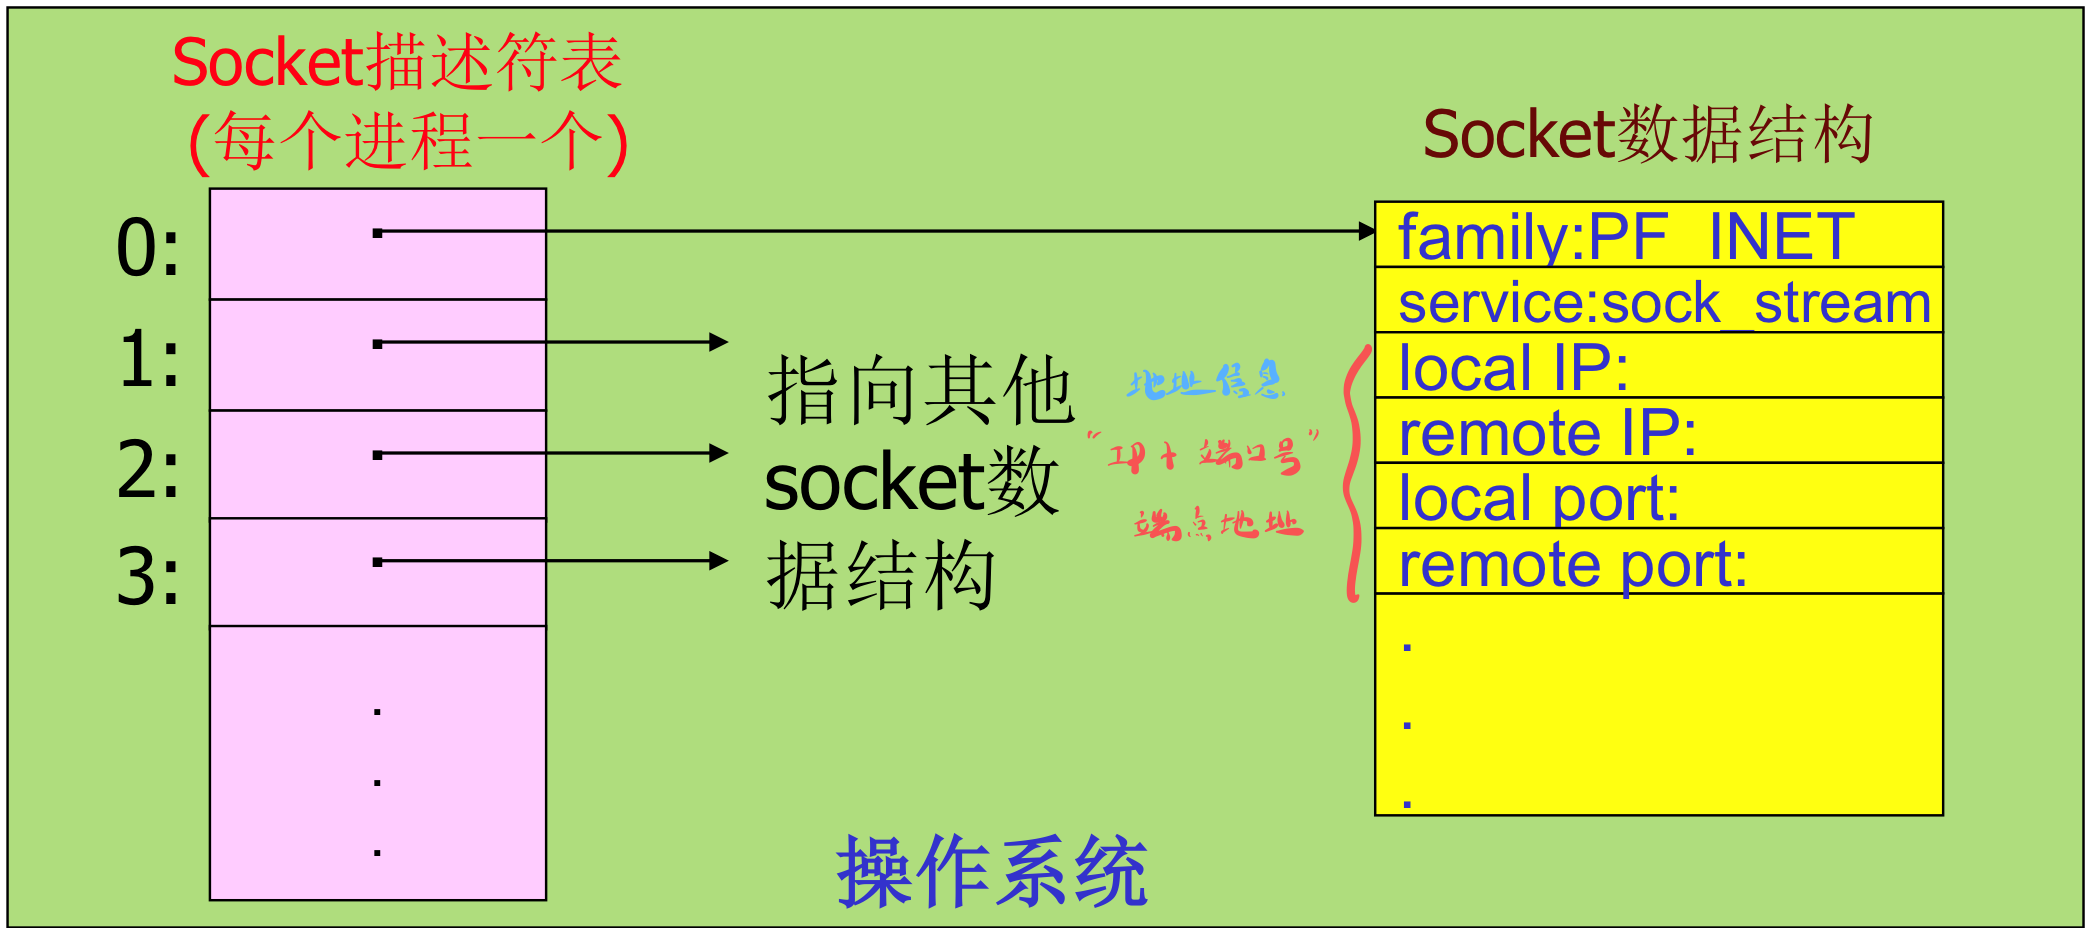 Socket描述符表
(每个进程一个)
0:
1:
2:
3:
.
.
.
指向其他
socket数
据结构
地址信息
“IP + 端口号”
端点地址
Socket数据结构
family:PF_INET
service:sock_stream
local IP:
remote IP:
local port:
remote port:
.
.
.
操作系统